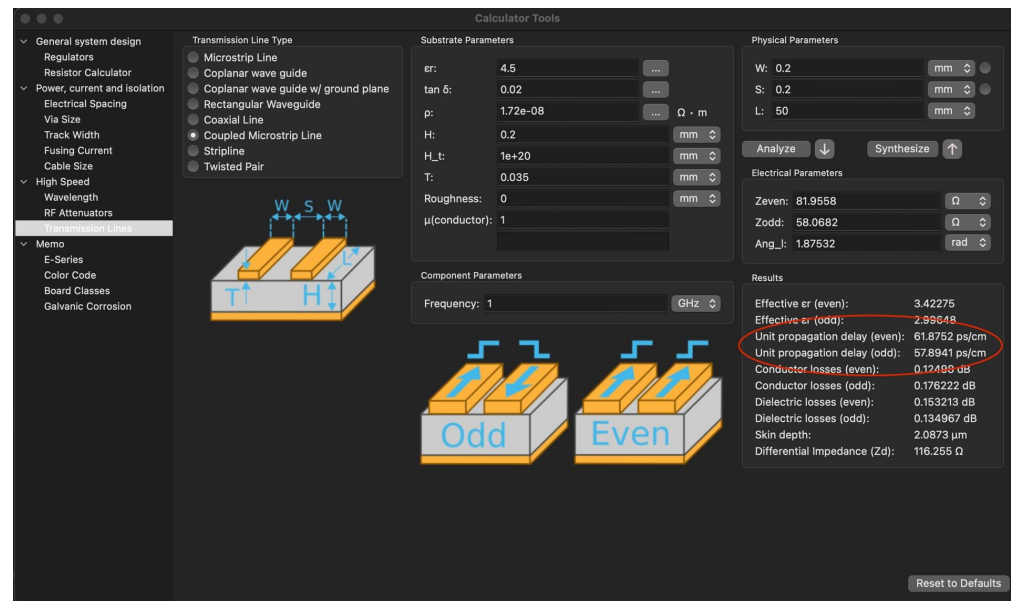 Calculator Tools
General system design
Regulators
Resistor Calculator
Power, current and isolation
Electrical Spacing
Via Size
Track Width
Fusing Current
Cable Size
High Speed
Wavelength
RF Attenuators
Transmission Lines
Memo
E-Series
Color Code
Board Classes
Galvanic Corrosion
Transmission Line Type
Microstrip Line
Coplanar wave guide
Coplanar wave guide w/ ground plane
Rectangular Waveguide
Coaxial Line
Coupled Microstrip Line
Stripline
Twisted Pair
W S W
L
T H
Substrate Parameters
εr: 4.5 ...
tan δ: 0.02 ...
ρ: 1.72e-08 ... Ω · m
H: 0.2 mm
H_t: 1e+20 mm
T: 0.035 mm
Roughness: 0 mm
μ(conductor): 1
Component Parameters
Frequency: 1 GHz
Odd Even
Physical Parameters
W: 0.2 mm
S: 0.2 mm
L: 50 mm
Analyze ↓ Synthesize ↑
Electrical Parameters
Zeven: 81.9558 Ω
Zodd: 58.0682 Ω
Ang_l: 1.87532 rad
Results
Effective εr (even): 3.42275
Effective εr (odd): 2.99648
Unit propagation delay (even): 61.8752 ps/cm
Unit propagation delay (odd): 57.8941 ps/cm
Conductor losses (even): 0.12498 dB
Conductor losses (odd): 0.176222 dB
Dielectric losses (even): 0.153213 dB
Dielectric losses (odd): 0.134967 dB
Skin depth: 2.0873 μm
Differential Impedance (Zd): 116.255 Ω
Reset to Defaults